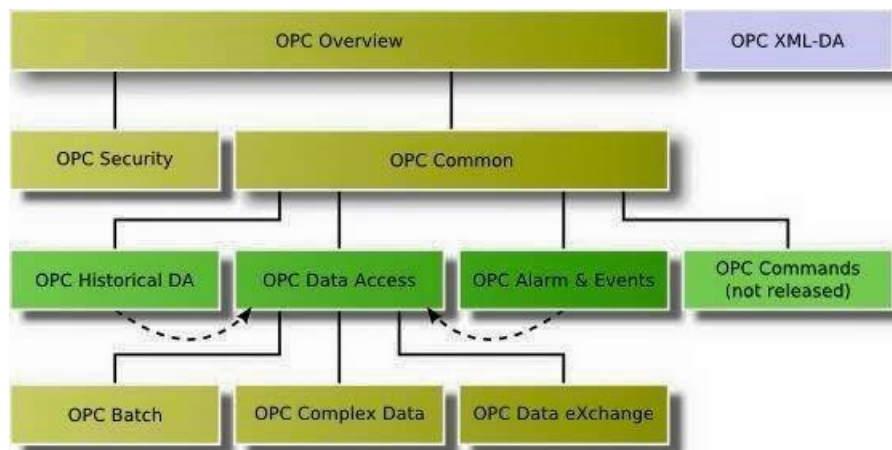 OPC Overview
OPC XML-DA
OPC Security
OPC Common
OPC Historical DA
OPC Data Access
OPC Alarm & Events
OPC Commands
(not released)
OPC Batch
OPC Complex Data
OPC Data eXchange